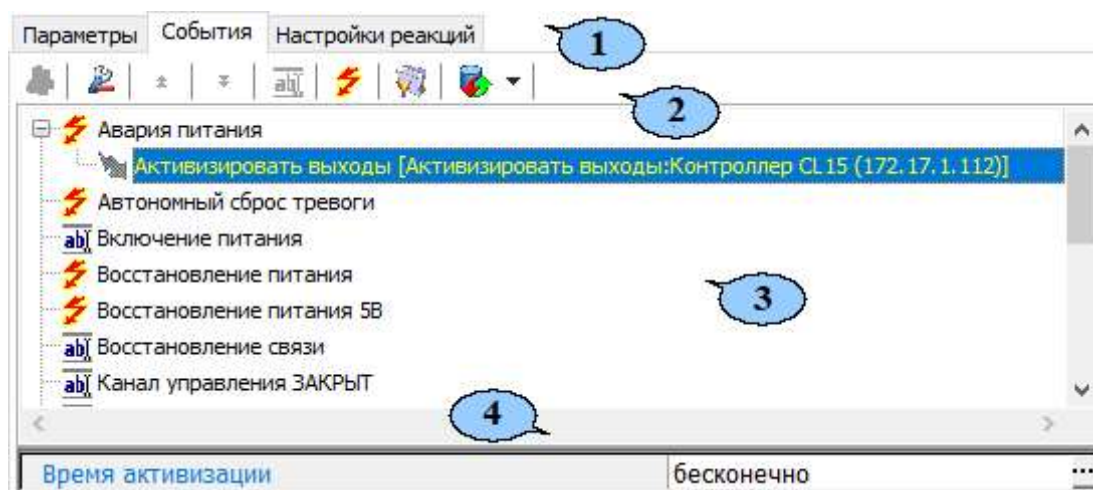 Параметры События Настройки реакций
1
2
Авария питания
Активизировать выходы [Активизировать выходы:Контроллер CL15 (172.17.1.112)]
Автономный сброс тревоги
Включение питания
Восстановление питания
3
Восстановление питания 5В
Восстановление связи
Канал управления ЗАКРЫТ
4
Время активизации бесконечно ...